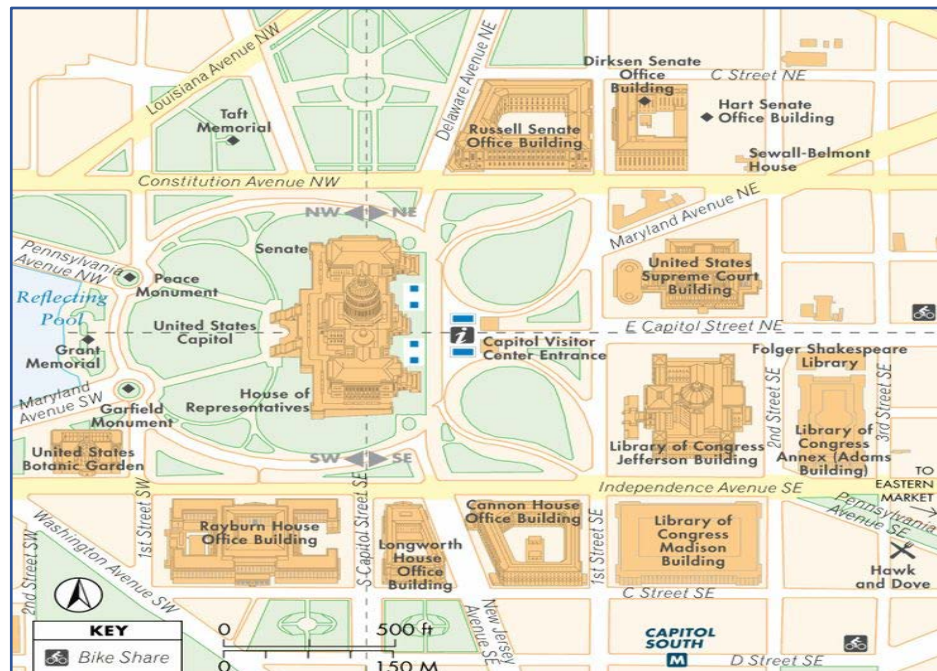 Louisiana Avenue NW
Delaware Avenue NE
Dirksen Senate
Office
Building
C Street NE
Taft
Memorial
Russell Senate
Office Building
Hart Senate
Office Building
Sewall-Belmont
House
Constitution Avenue NW
NW
NE
Maryland Avenue NE
Pennsylvania
Avenue NW
Senate
Peace
Monument
United States
Supreme Court
Building
Reflecting
Pool
United States
Capitol
E Capitol Street NE
i
Capitol Visitor
Center Entrance
Grant
Memorial
Folger Shakespeare
Library
Maryland
Avenue SW
Garfield
Monument
House of
Representatives
2nd Street SE
3rd Street SE
United States
Botanic Garden
Library of Congress
Jefferson Building
Library of
Congress
Annex (Adams
Building)
SW
SE
TO
EASTERN
MARKET
Independence Avenue SE
Pennsylvania
Avenue SE
1st Street SW
S Capitol Street SE
Rayburn House
Office Building
Longworth
House
Office
Building
Cannon House
Office Building
1st Street SE
Library of
Congress
Madison
Building
Hawk
and Dove
2nd Street SW
Washington Avenue SW
New Jersey
Avenue SE
C Street SE
KEY
Bike Share
0
500 ft
0
150 M
CAPITOL
SOUTH
M
D Street SE